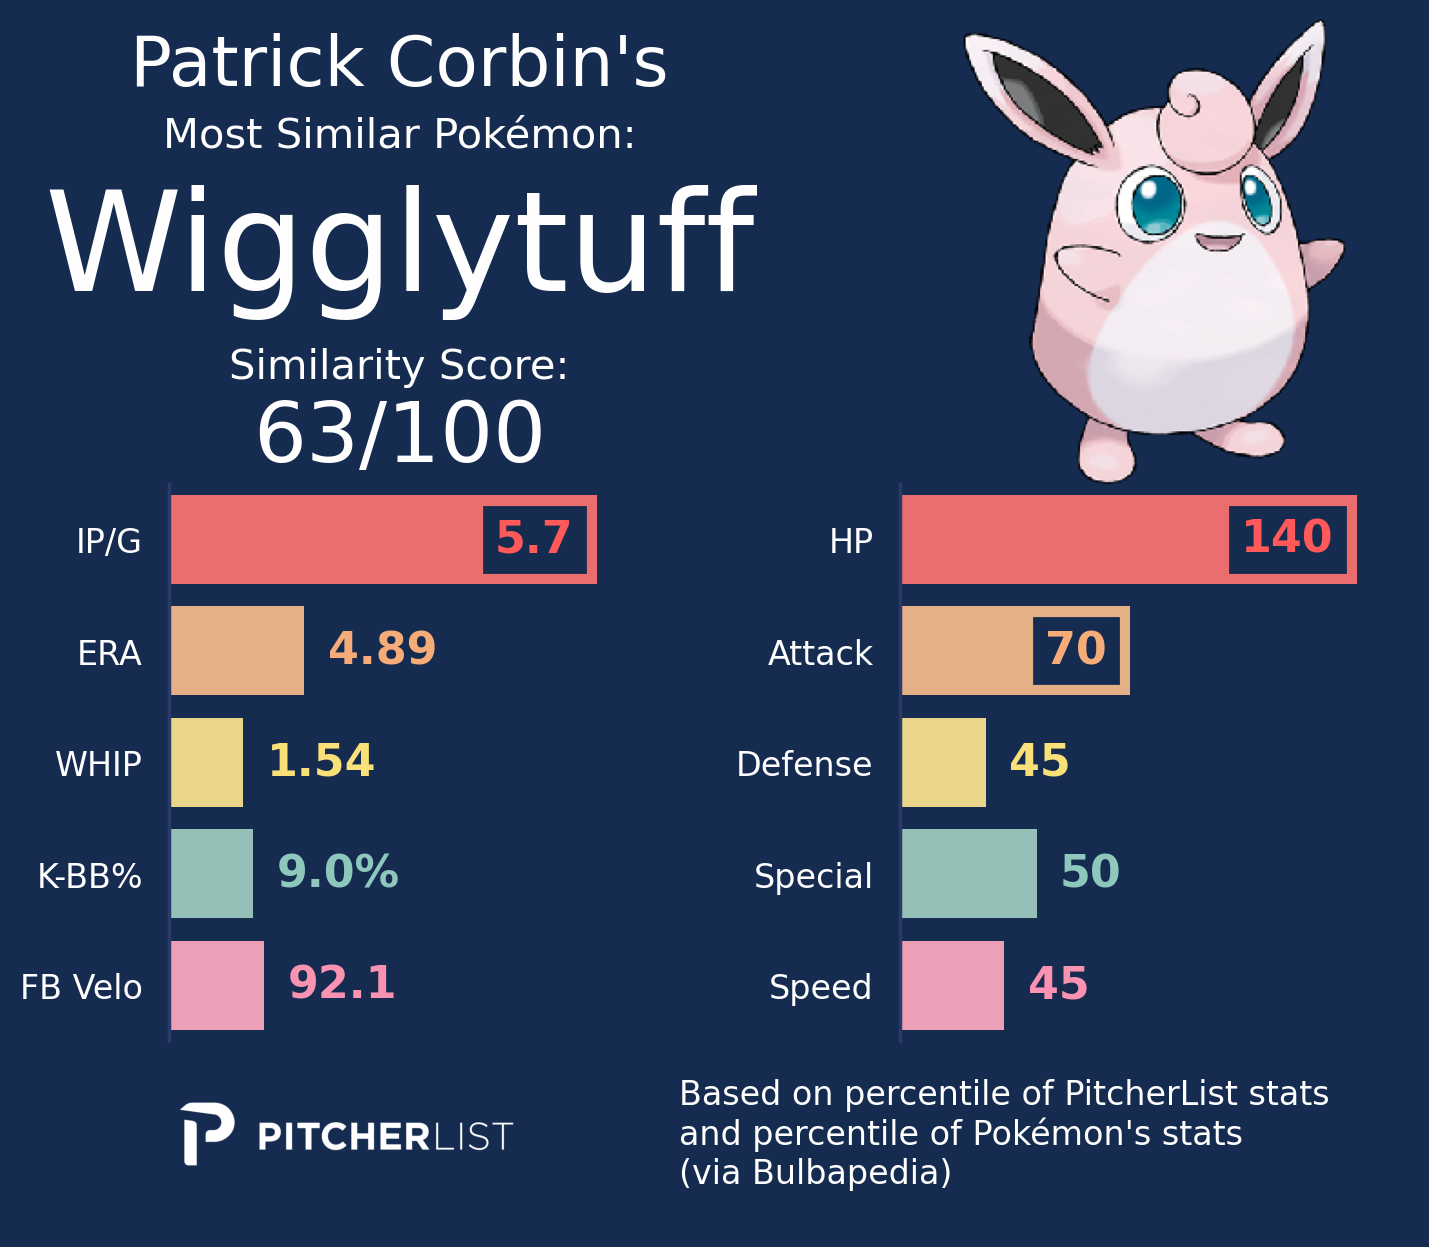 Patrick Corbin's
Most Similar Pokémon:
Wigglytuff
Similarity Score:
63/100
IP/G 5.7
ERA 4.89
WHIP 1.54
K-BB% 9.0%
FB Velo 92.1
HP 140
Attack 70
Defense 45
Special 50
Speed 45
PITCHERLIST
Based on percentile of PitcherList stats
and percentile of Pokémon's stats
(via Bulbapedia)